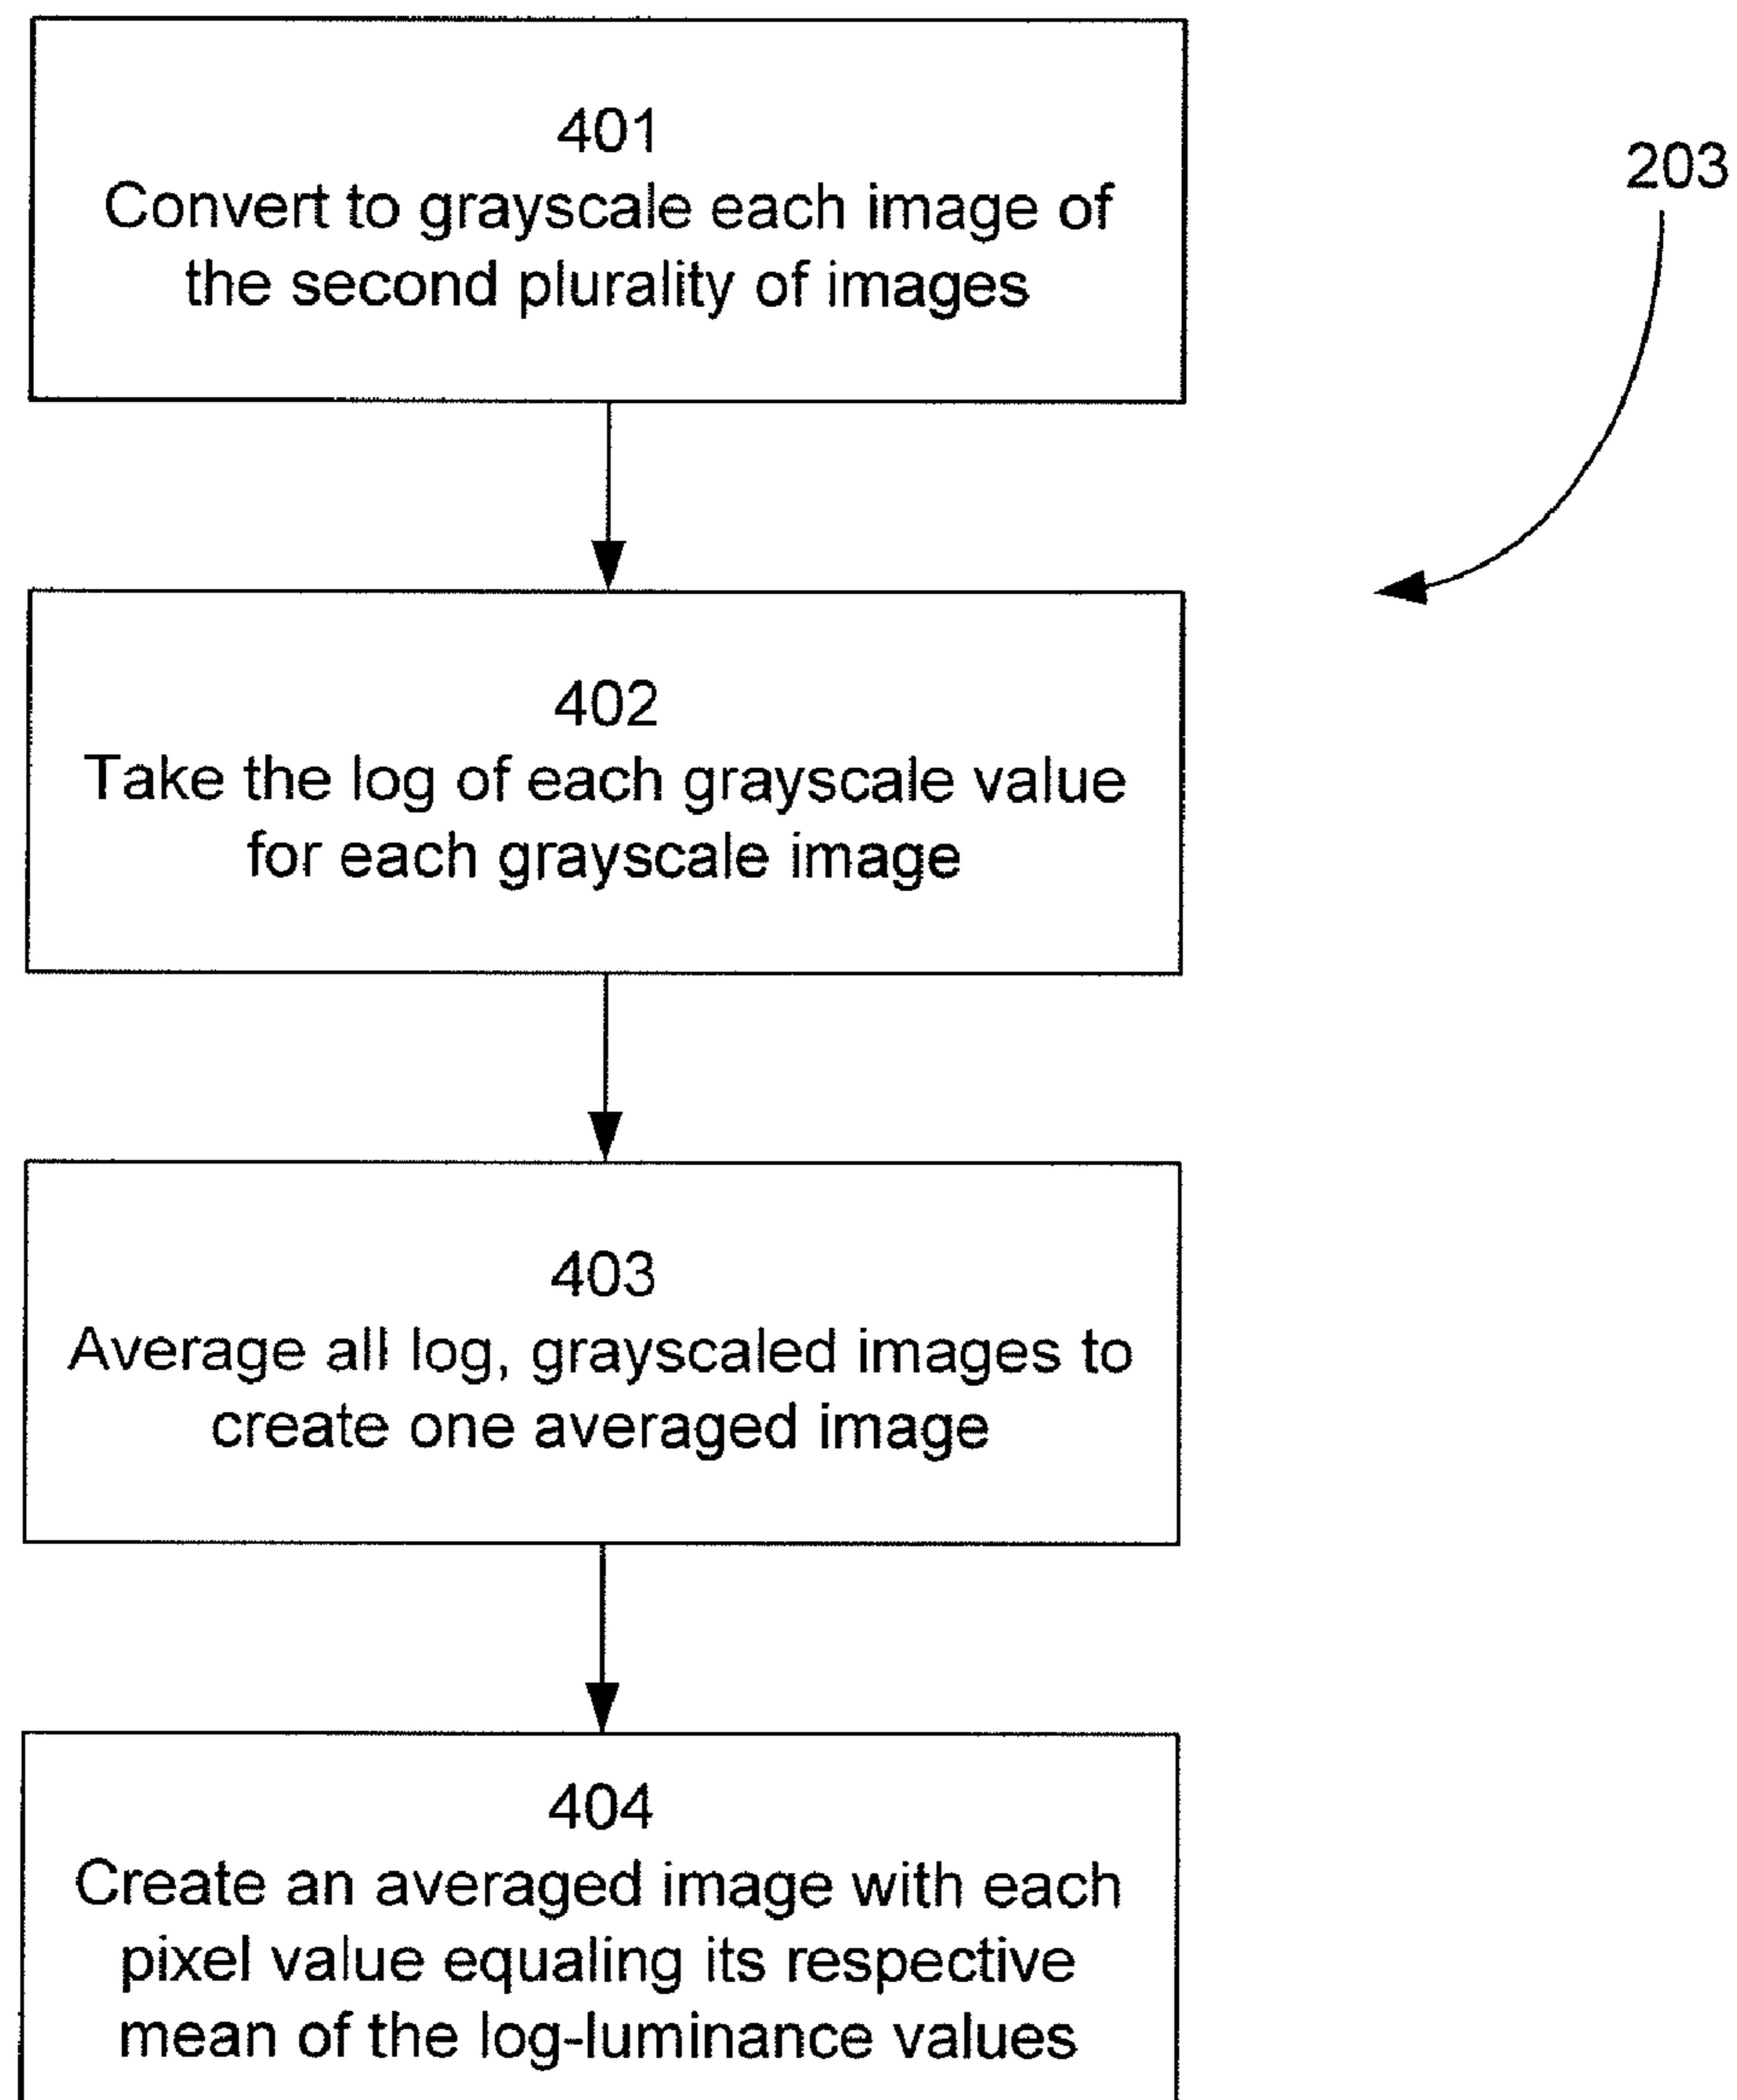 401
Convert to grayscale each image of
the second plurality of images
203
402
Take the log of each grayscale value
for each grayscale image
403
Average all log, grayscaled images to
create one averaged image
404
Create an averaged image with each
pixel value equaling its respective
mean of the log-luminance values